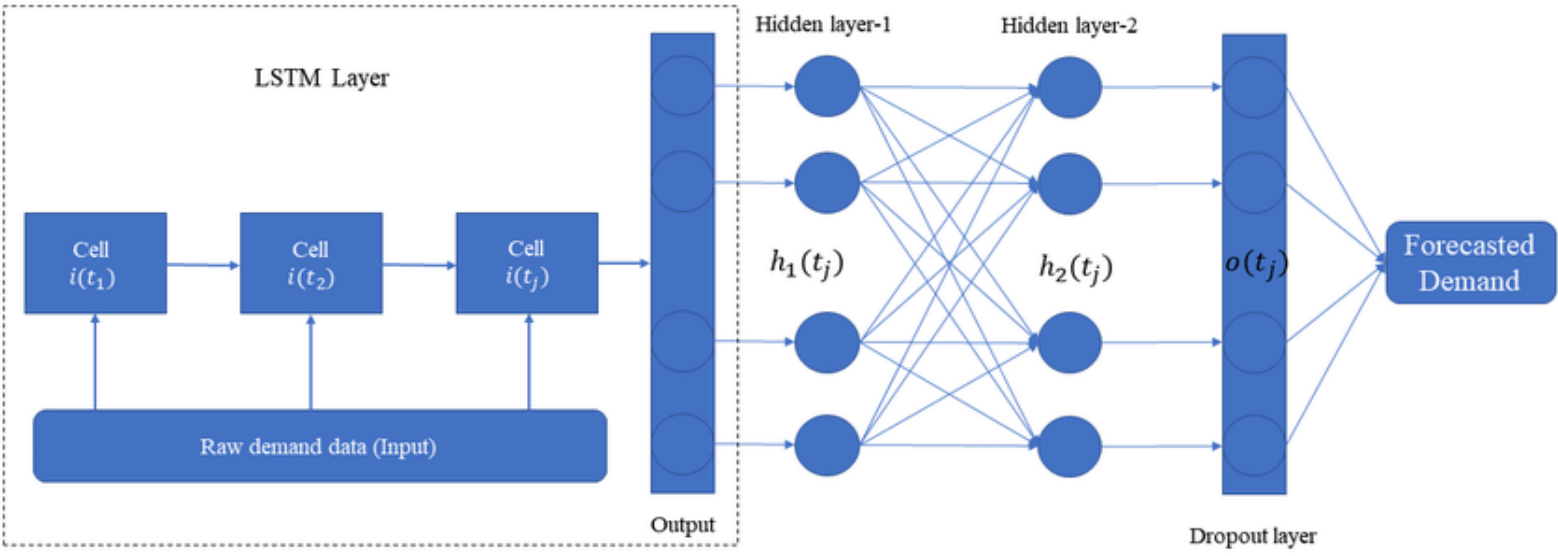 LSTM Layer
Cell
i(t₁)
Cell
i(t₂)
Cell
i(tⱼ)
Raw demand data (Input)
Output
Hidden layer-1
h₁(tⱼ)
Hidden layer-2
h₂(tⱼ)
o(tⱼ)
Dropout layer
Forecasted
Demand